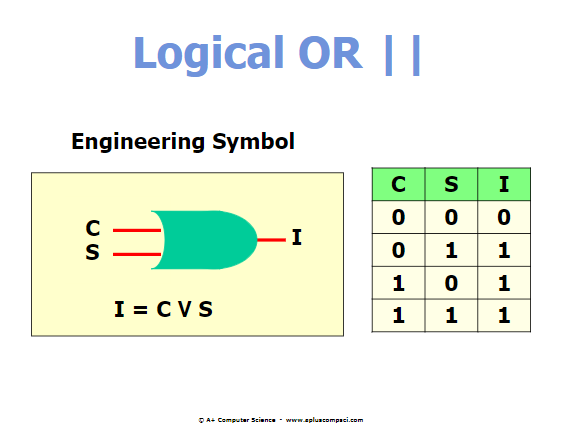 Logical OR ||
Engineering Symbol
C
S
I
I = C V S
C S I
0 0 0
0 1 1
1 0 1
1 1 1
© A+ Computer Science - www.apluscompsci.com